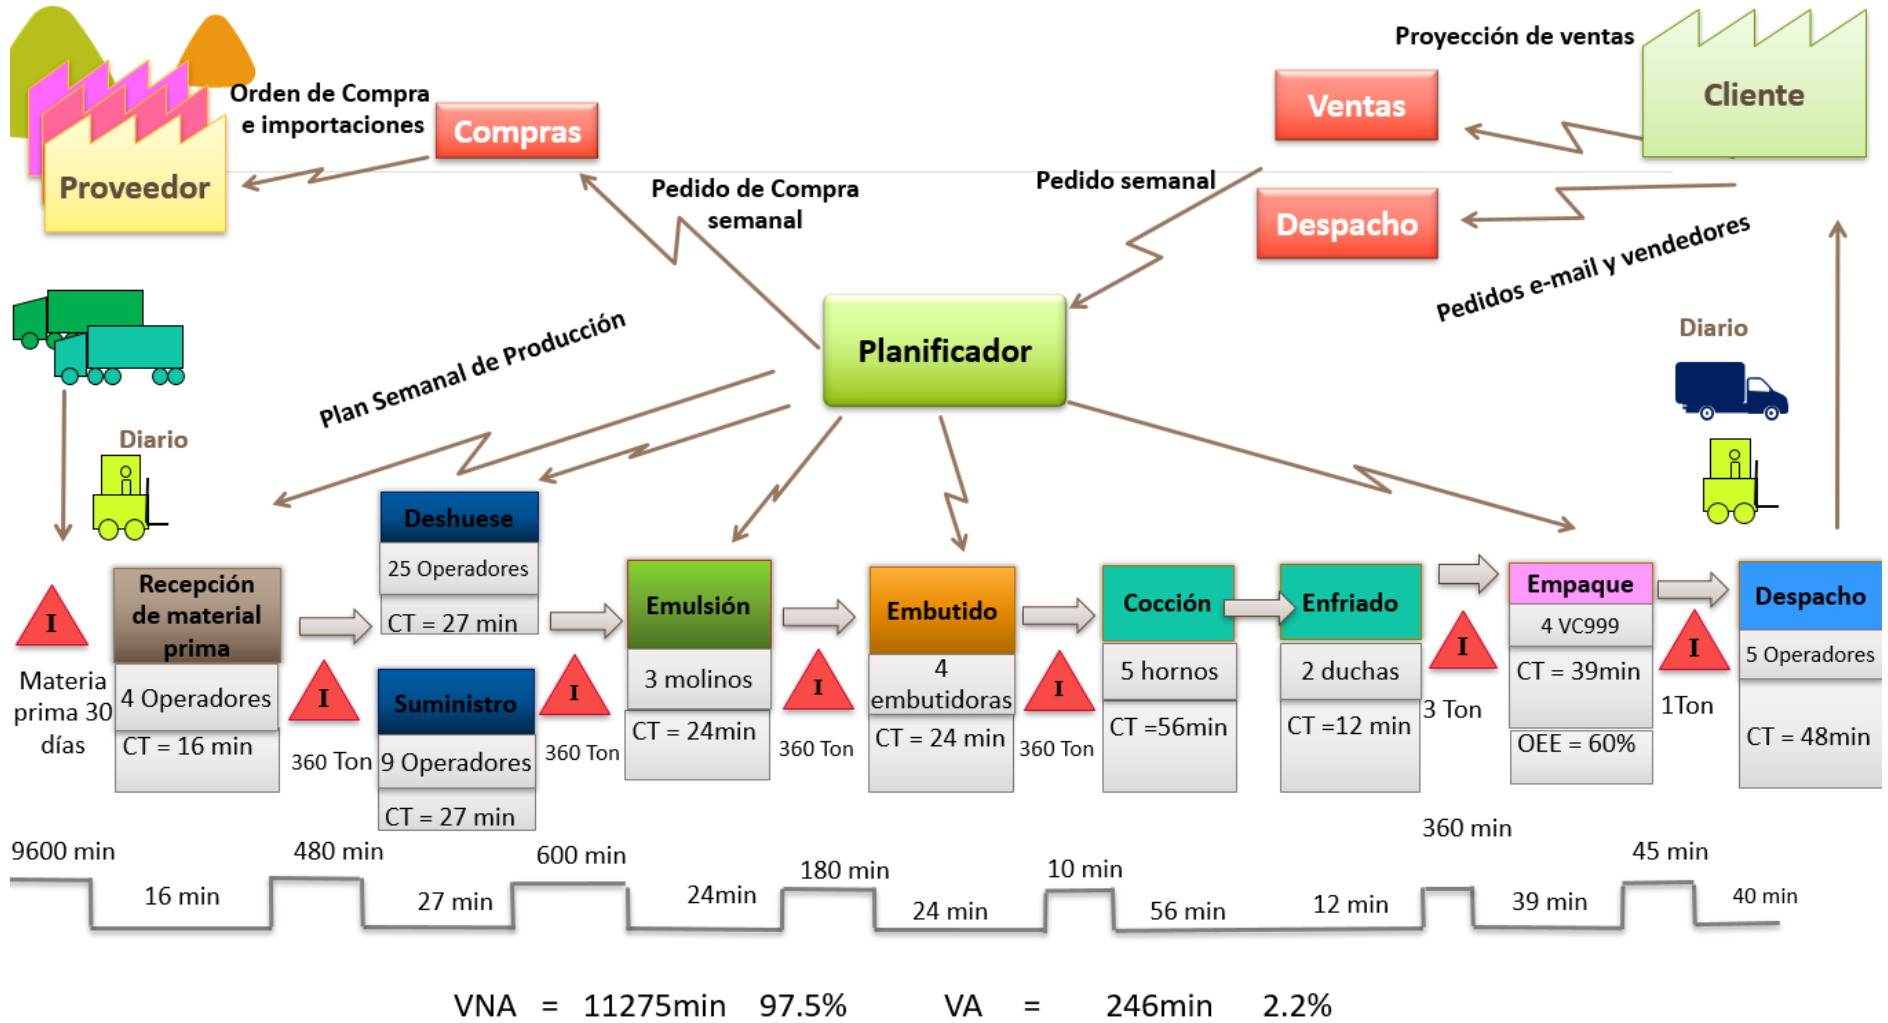 Proyección de ventas
Cliente
Ventas
Orden de Compra
e importaciones
Compras
Proveedor
Pedido de Compra
semanal
Pedido semanal
Despacho
Pedidos e-mail y vendedores
Planificador
Plan Semanal de Producción
Diario
Diario
I
Materia
prima 30
días
Recepción
de material
prima
4 Operadores
CT = 16 min
I
360 Ton
Deshuese
25 Operadores
CT = 27 min
Suministro
9 Operadores
CT = 27 min
I
360 Ton
Emulsión
3 molinos
CT = 24min
I
360 Ton
Embutido
4
embutidoras
CT = 24 min
I
360 Ton
Cocción
5 hornos
CT =56min
Enfriado
2 duchas
CT =12 min
I
3 Ton
Empaque
4 VC999
CT = 39min
OEE = 60%
I
1Ton
Despacho
5 Operadores
CT = 48min
9600 min
16 min
480 min
27 min
600 min
24min
180 min
24 min
10 min
56 min
12 min
360 min
39 min
45 min
40 min
VNA = 11275min 97.5% VA = 246min 2.2%